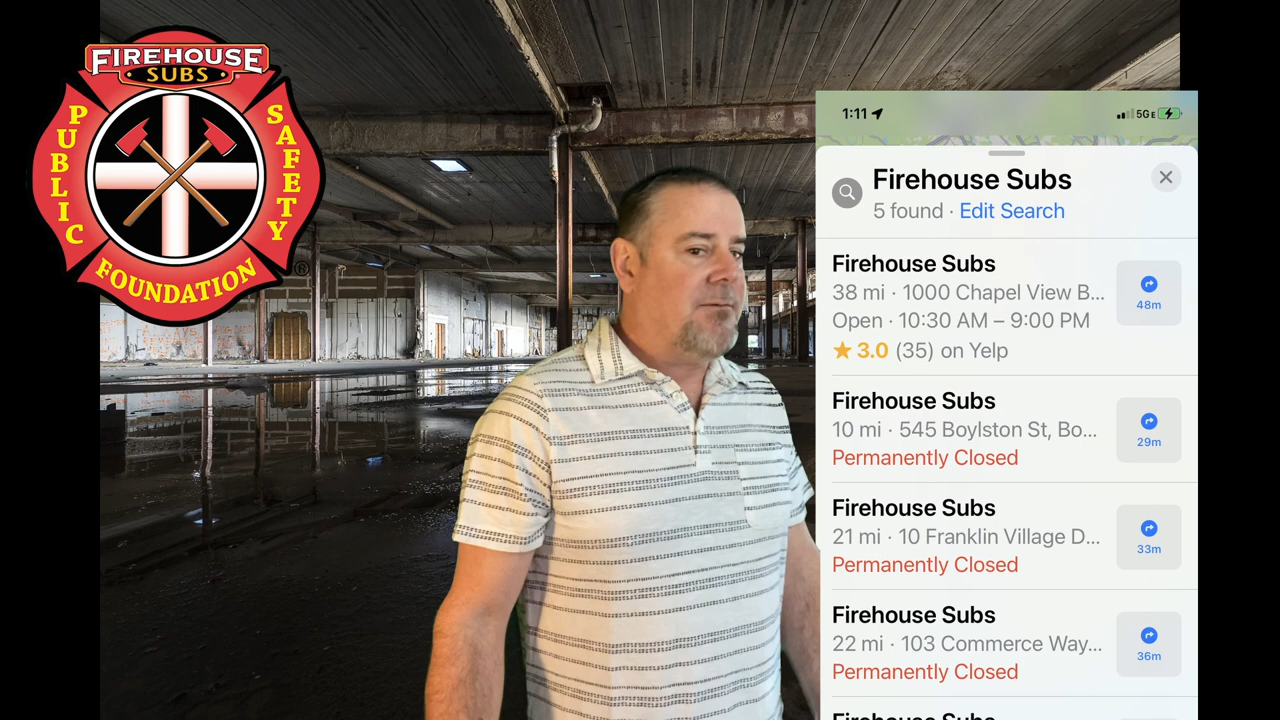 FIREHOUSE
SUBS
PUBLIC
SAFETY
FOUNDATION
®
1:11
5GE
Firehouse Subs
5 found · Edit Search
Firehouse Subs
38 mi · 1000 Chapel View B...
Open · 10:30 AM – 9:00 PM
★ 3.0 (35) on Yelp
48m
Firehouse Subs
10 mi · 545 Boylston St, Bo...
Permanently Closed
29m
Firehouse Subs
21 mi · 10 Franklin Village D...
Permanently Closed
33m
Firehouse Subs
22 mi · 103 Commerce Way...
Permanently Closed
36m
Firehouse Subs